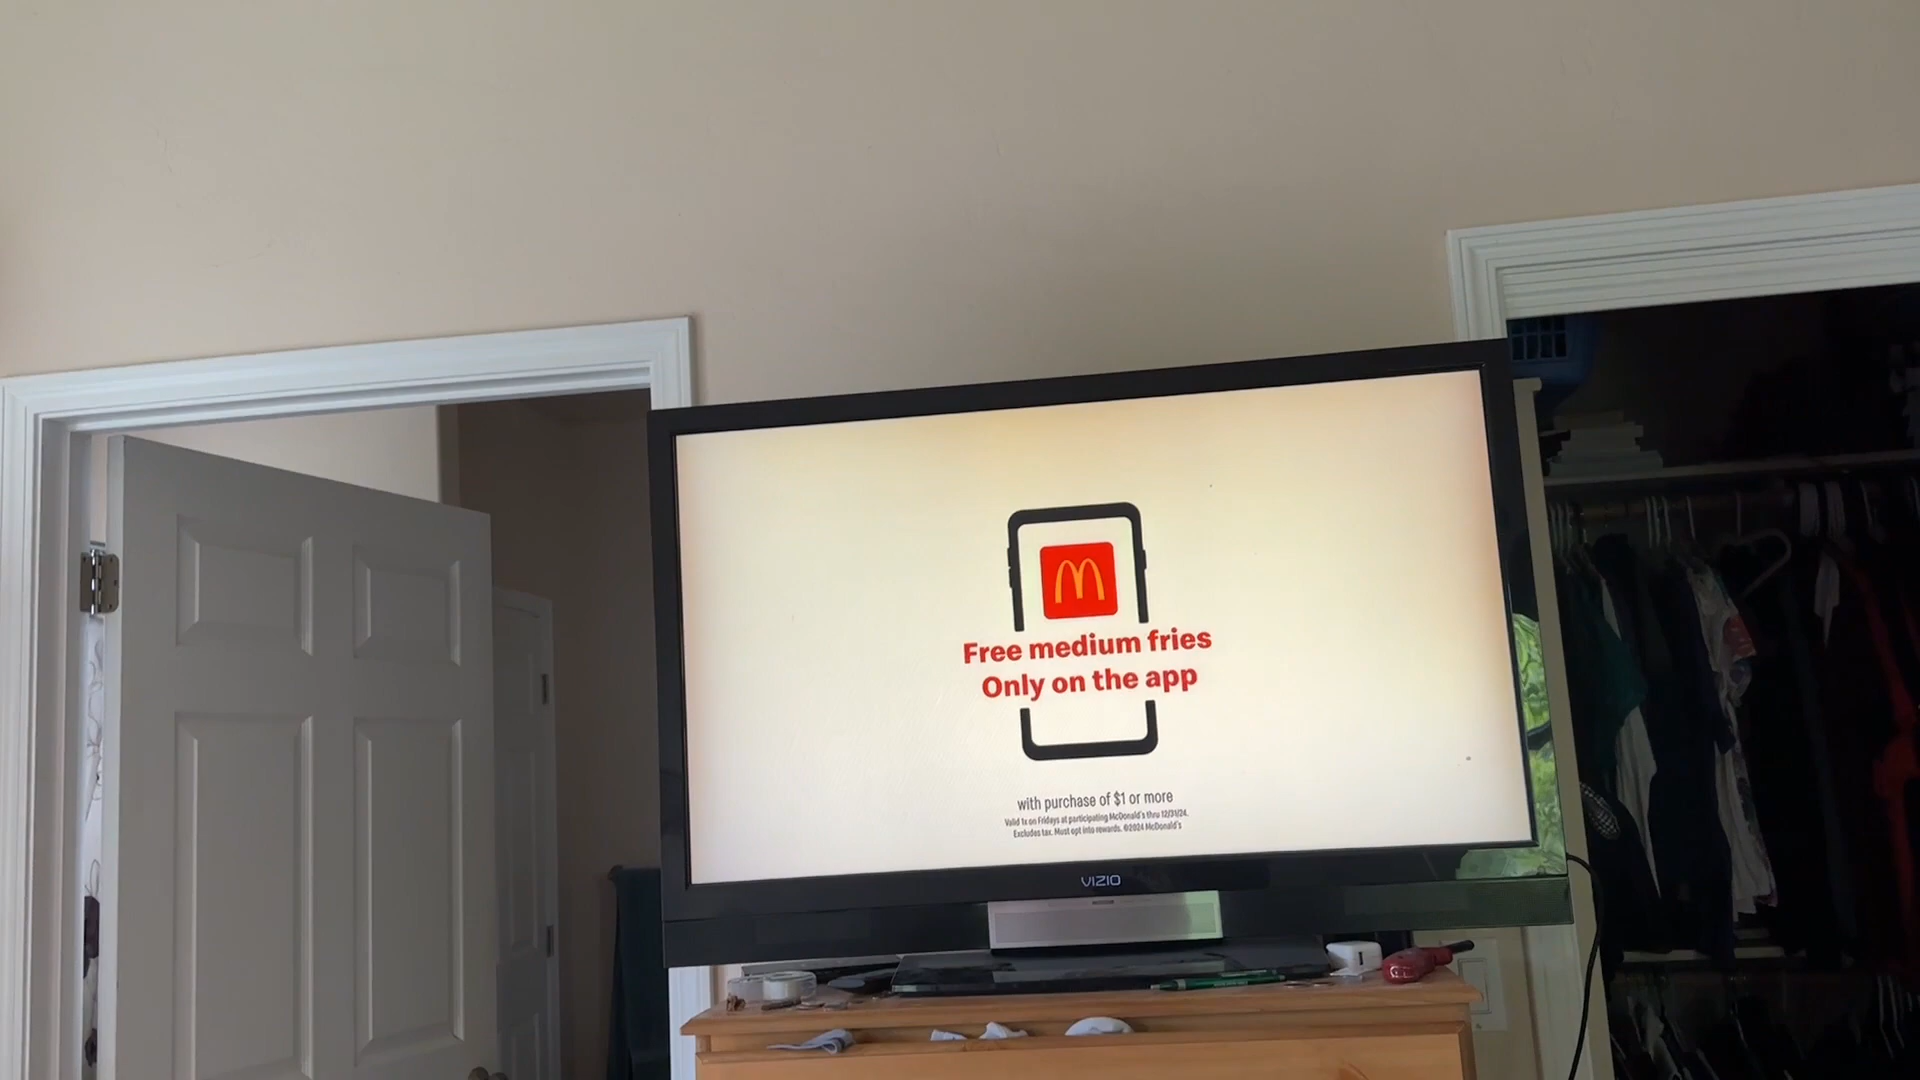 Free medium fries
Only on the app
with purchase of $1 or more
Valid 1x on Fridays at participating McDonald's thru 12/31/24.
Excludes tax. Must opt into rewards. ©2024 McDonald's
VIZIO